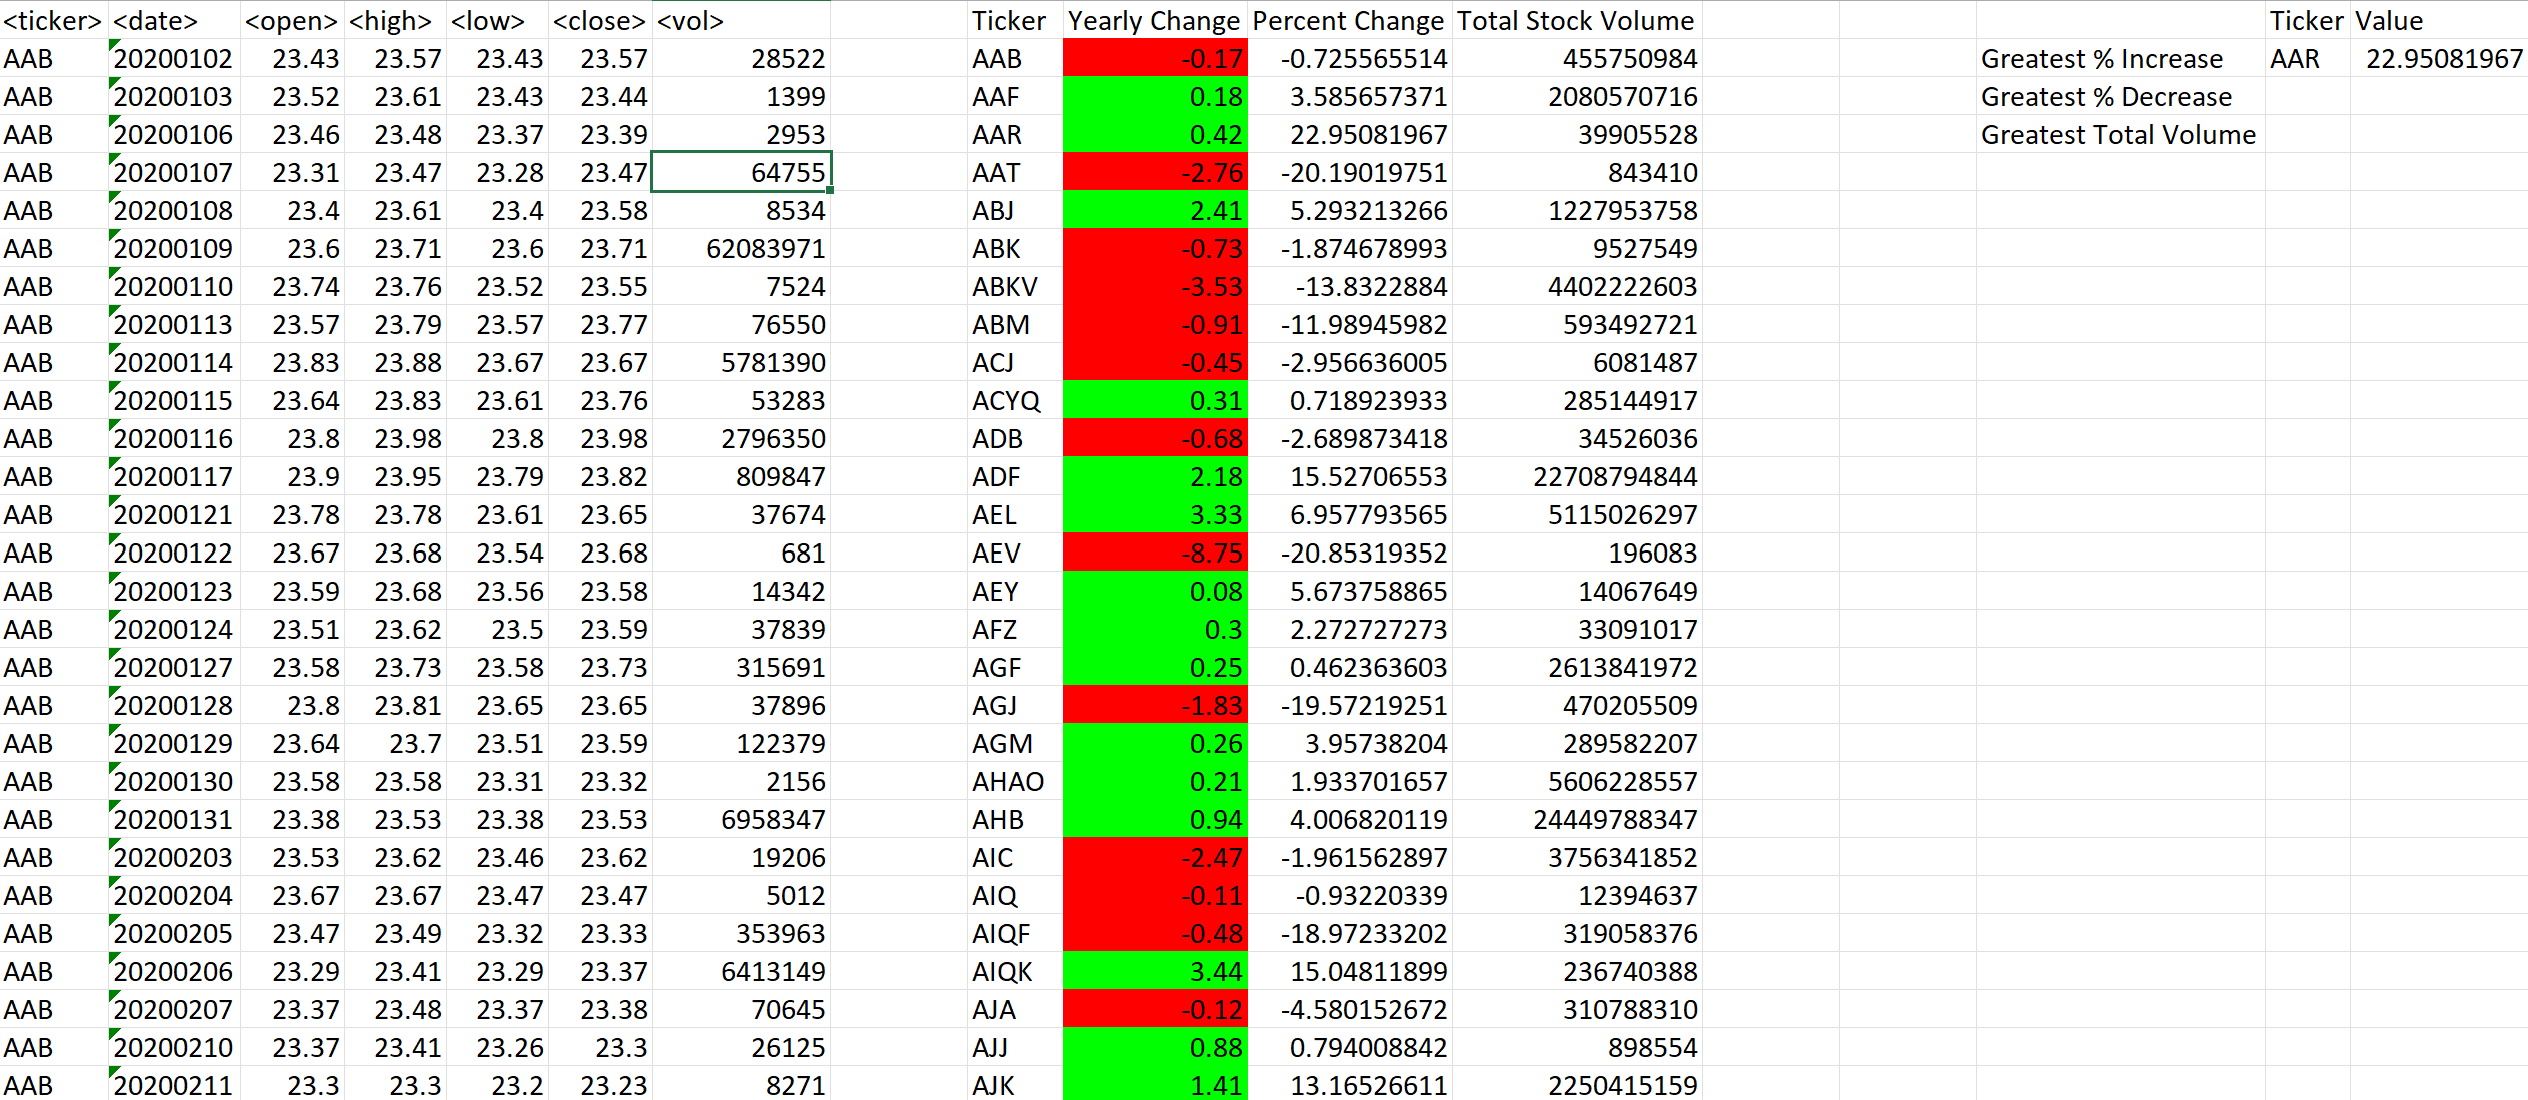 <ticker> <date> <open> <high> <low> <close> <vol> Ticker Yearly Change Percent Change Total Stock Volume Ticker Value
AAB 20200102 23.43 23.57 23.43 23.57 28522 AAB -0.17 -0.725565514 455750984 Greatest % Increase AAR 22.95081967
AAB 20200103 23.52 23.61 23.43 23.44 1399 AAF 0.18 3.585657371 2080570716 Greatest % Decrease
AAB 20200106 23.46 23.48 23.37 23.39 2953 AAR 0.42 22.95081967 39905528 Greatest Total Volume
AAB 20200107 23.31 23.47 23.28 23.47 64755 AAT -2.76 -20.19019751 843410
AAB 20200108 23.4 23.61 23.4 23.58 8534 ABJ 2.41 5.293213266 1227953758
AAB 20200109 23.6 23.71 23.6 23.71 62083971 ABK -0.73 -1.874678993 9527549
AAB 20200110 23.74 23.76 23.52 23.55 7524 ABKV -3.53 -13.8322884 4402222603
AAB 20200113 23.57 23.79 23.57 23.77 76550 ABM -0.91 -11.98945982 593492721
AAB 20200114 23.83 23.88 23.67 23.67 5781390 ACJ -0.45 -2.956636005 6081487
AAB 20200115 23.64 23.83 23.61 23.76 53283 ACYQ 0.31 0.718923933 285144917
AAB 20200116 23.8 23.98 23.8 23.98 2796350 ADB -0.68 -2.689873418 34526036
AAB 20200117 23.9 23.95 23.79 23.82 809847 ADF 2.18 15.52706553 22708794844
AAB 20200121 23.78 23.78 23.61 23.65 37674 AEL 3.33 6.957793565 5115026297
AAB 20200122 23.67 23.68 23.54 23.68 681 AEV -8.75 -20.85319352 196083
AAB 20200123 23.59 23.68 23.56 23.58 14342 AEY 0.08 5.673758865 14067649
AAB 20200124 23.51 23.62 23.5 23.59 37839 AFZ 0.3 2.272727273 33091017
AAB 20200127 23.58 23.73 23.58 23.73 315691 AGF 0.25 0.462363603 2613841972
AAB 20200128 23.8 23.81 23.65 23.65 37896 AGJ -1.83 -19.57219251 470205509
AAB 20200129 23.64 23.7 23.51 23.59 122379 AGM 0.26 3.95738204 289582207
AAB 20200130 23.58 23.58 23.31 23.32 2156 AHAO 0.21 1.933701657 5606228557
AAB 20200131 23.38 23.53 23.38 23.53 6958347 AHB 0.94 4.006820119 24449788347
AAB 20200203 23.53 23.62 23.46 23.62 19206 AIC -2.47 -1.961562897 3756341852
AAB 20200204 23.67 23.67 23.47 23.47 5012 AIQ -0.11 -0.93220339 12394637
AAB 20200205 23.47 23.49 23.32 23.33 353963 AIQF -0.48 -18.97233202 319058376
AAB 20200206 23.29 23.41 23.29 23.37 6413149 AIQK 3.44 15.04811899 236740388
AAB 20200207 23.37 23.48 23.37 23.38 70645 AJA -0.12 -4.580152672 310788310
AAB 20200210 23.37 23.41 23.26 23.3 26125 AJJ 0.88 0.794008842 898554
AAB 20200211 23.3 23.3 23.2 23.23 8271 AJK 1.41 13.16526611 2250415159